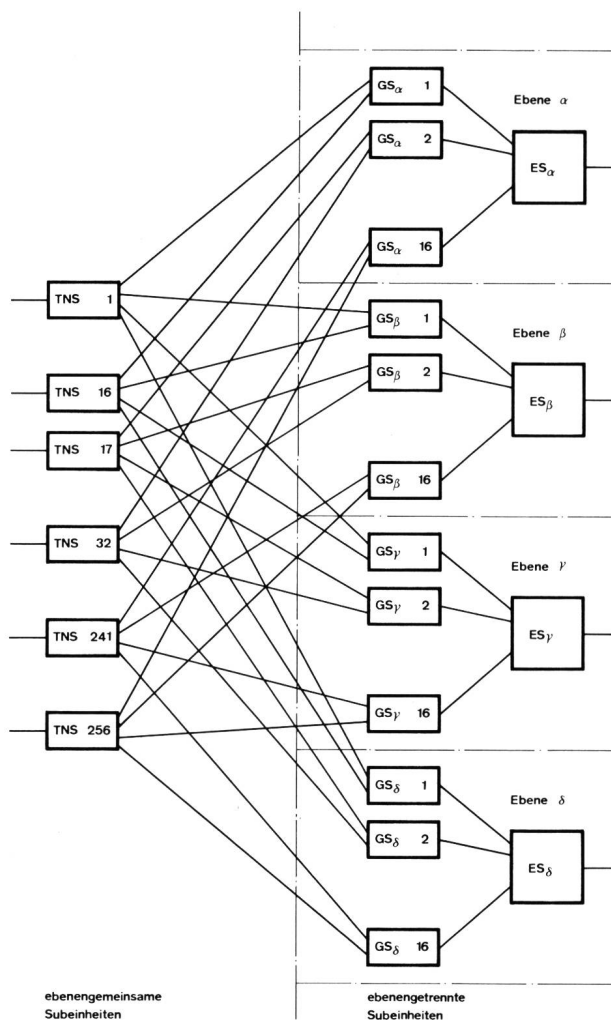 GSα 1
Ebene α
GSα 2
ESα
GSα 16
TNS 1
GSβ 1
Ebene β
GSβ 2
TNS 16
ESβ
TNS 17
GSβ 16
TNS 32
GSγ 1
Ebene γ
GSγ 2
ESγ
TNS 241
GSγ 16
TNS 256
GSδ 1
Ebene δ
GSδ 2
ESδ
GSδ 16
ebenengemeinsame
Subeinheiten
ebenengetrennte
Subeinheiten